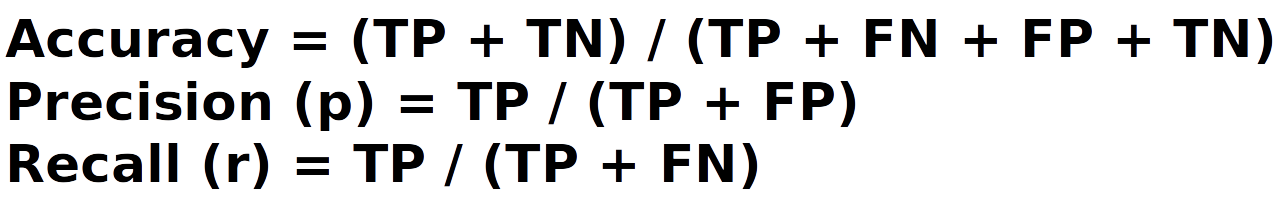 Accuracy = (TP + TN) / (TP + FN + FP + TN)
Precision (p) = TP / (TP + FP)
Recall (r) = TP / (TP + FN)